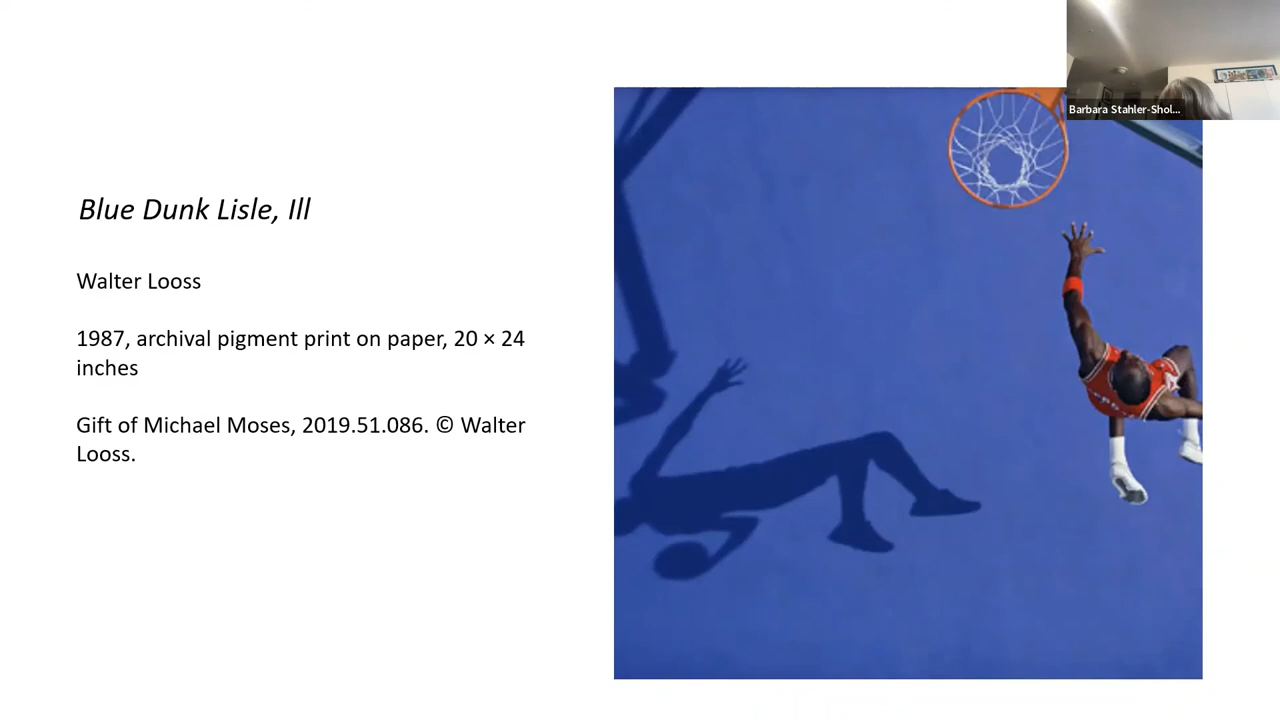 Barbara Stahler-Shol...
Blue Dunk Lisle, Ill
Walter Looss
1987, archival pigment print on paper, 20 × 24
inches
Gift of Michael Moses, 2019.51.086. © Walter
Looss.